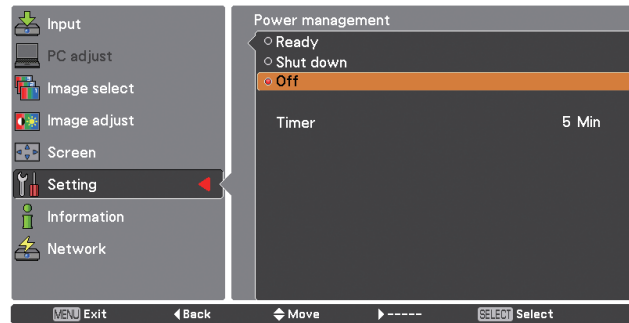 Input
PC adjust
Image select
Image adjust
Screen
Setting
Information
Network
Power management
Ready
Shut down
Off
Timer 5 Min
MENU Exit Back Move ----- SELECT Select